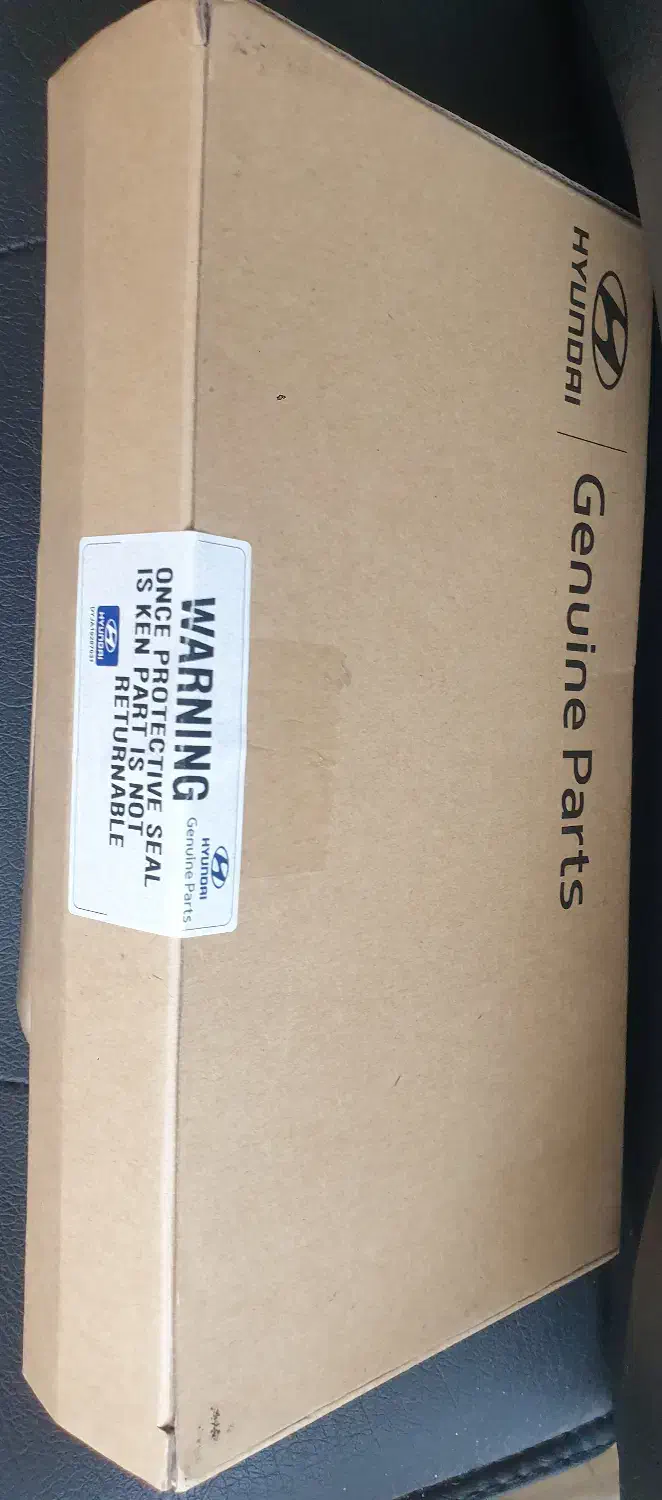 HYUNDAI
Genuine Parts
WARNING
ONCE PROTECTIVE SEAL
IS KEN PART IS NOT
RETURNABLE
HYUNDAI
Genuine Parts
HYUNDAI